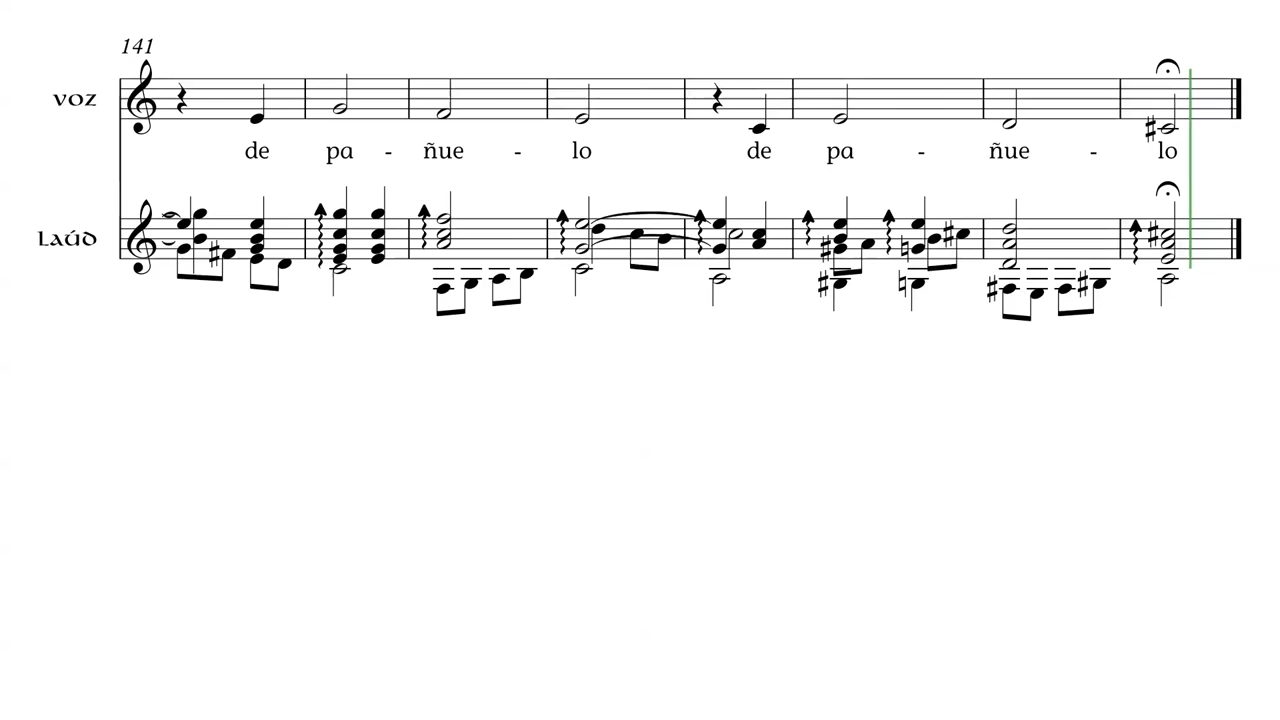 141
voz
de pa - ñue - lo de pa - ñue - lo
laúd